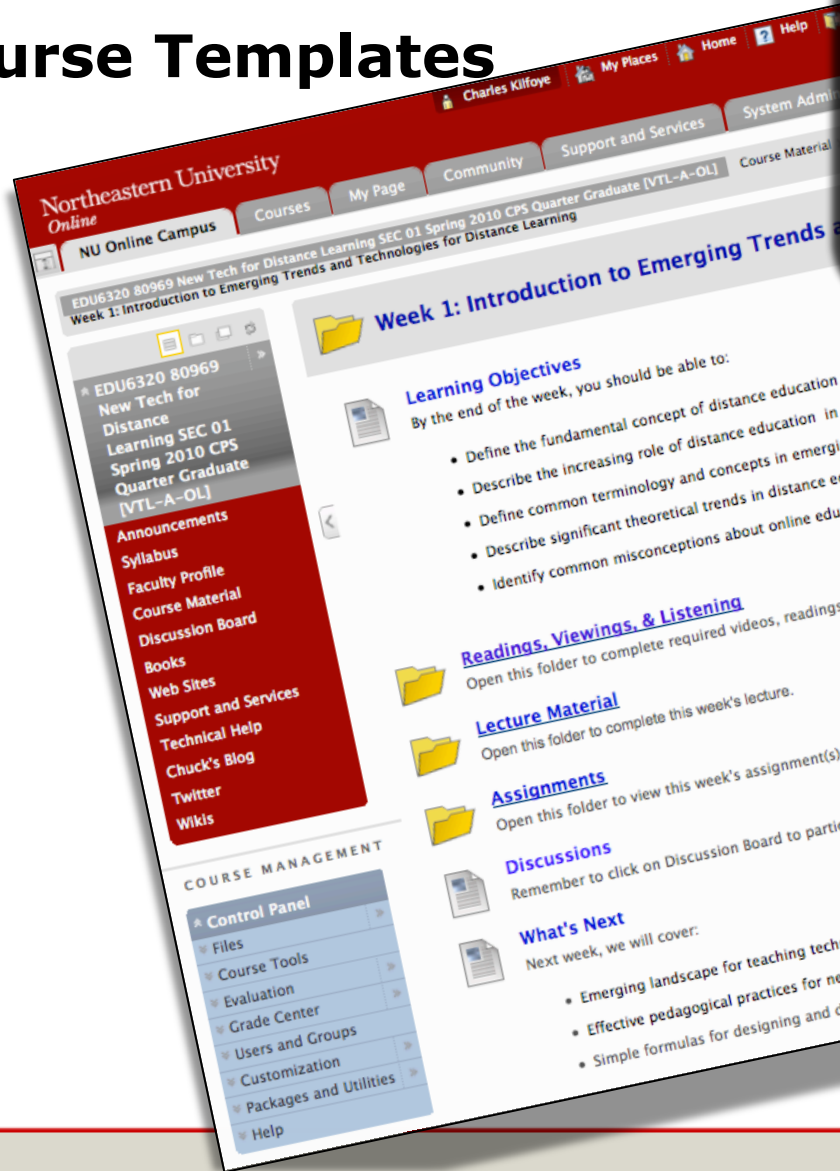 urse Templates
Charles Kilfoye
My Places
Home
Help
Northeastern University
Online
NU Online Campus
Courses
My Page
Community
Support and Services
System Admi
EDU6320 80969 New Tech for Distance Learning SEC 01 Spring 2010 CPS Quarter Graduate [VTL-A-OL]
Course Material
Week 1: Introduction to Emerging Trends and Technologies for Distance Learning
EDU6320 80969
New Tech for
Distance
Learning SEC 01
Spring 2010 CPS
Quarter Graduate
[VTL-A-OL]
Announcements
Syllabus
Faculty Profile
Course Material
Discussion Board
Books
Web Sites
Support and Services
Technical Help
Chuck's Blog
Twitter
Wikis
COURSE MANAGEMENT
Control Panel
Files
Course Tools
Evaluation
Grade Center
Users and Groups
Customization
Packages and Utilities
Help
Week 1: Introduction to Emerging Trends a
Learning Objectives
By the end of the week, you should be able to:
• Define the fundamental concept of distance education
• Describe the increasing role of distance education in
• Define common terminology and concepts in emergi
• Describe significant theoretical trends in distance e
• Identify common misconceptions about online edu
Readings, Viewings, & Listening
Open this folder to complete required videos, readings
Lecture Material
Open this folder to complete this week's lecture.
Assignments
Open this folder to view this week's assignment(s)
Discussions
Remember to click on Discussion Board to partic
What's Next
Next week, we will cover:
• Emerging landscape for teaching tech
• Effective pedagogical practices for ne
• Simple formulas for designing and d